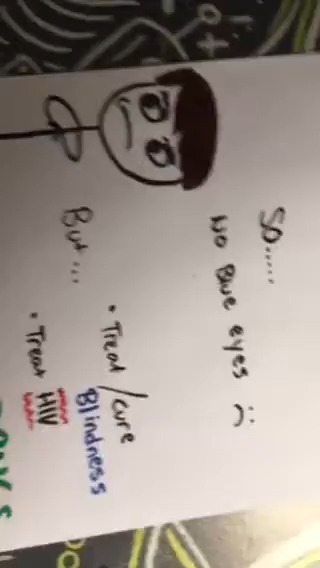 So.....
No Blue eyes :(
But...
• Treat/cure
Blindness
• Treat HIV